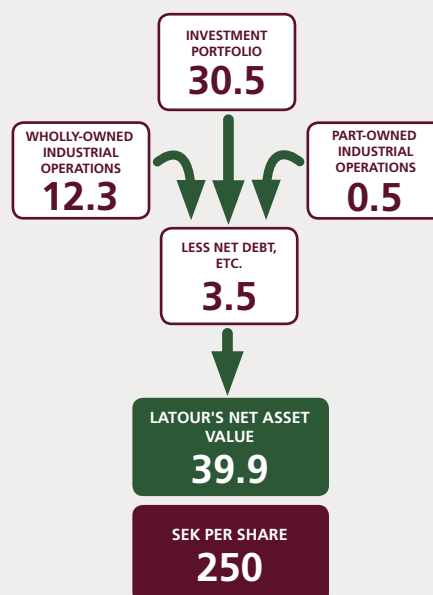 INVESTMENT
PORTFOLIO
30.5
WHOLLY-OWNED
INDUSTRIAL
OPERATIONS
12.3
PART-OWNED
INDUSTRIAL
OPERATIONS
0.5
LESS NET DEBT,
ETC.
3.5
LATOUR'S NET ASSET
VALUE
39.9
SEK PER SHARE
250